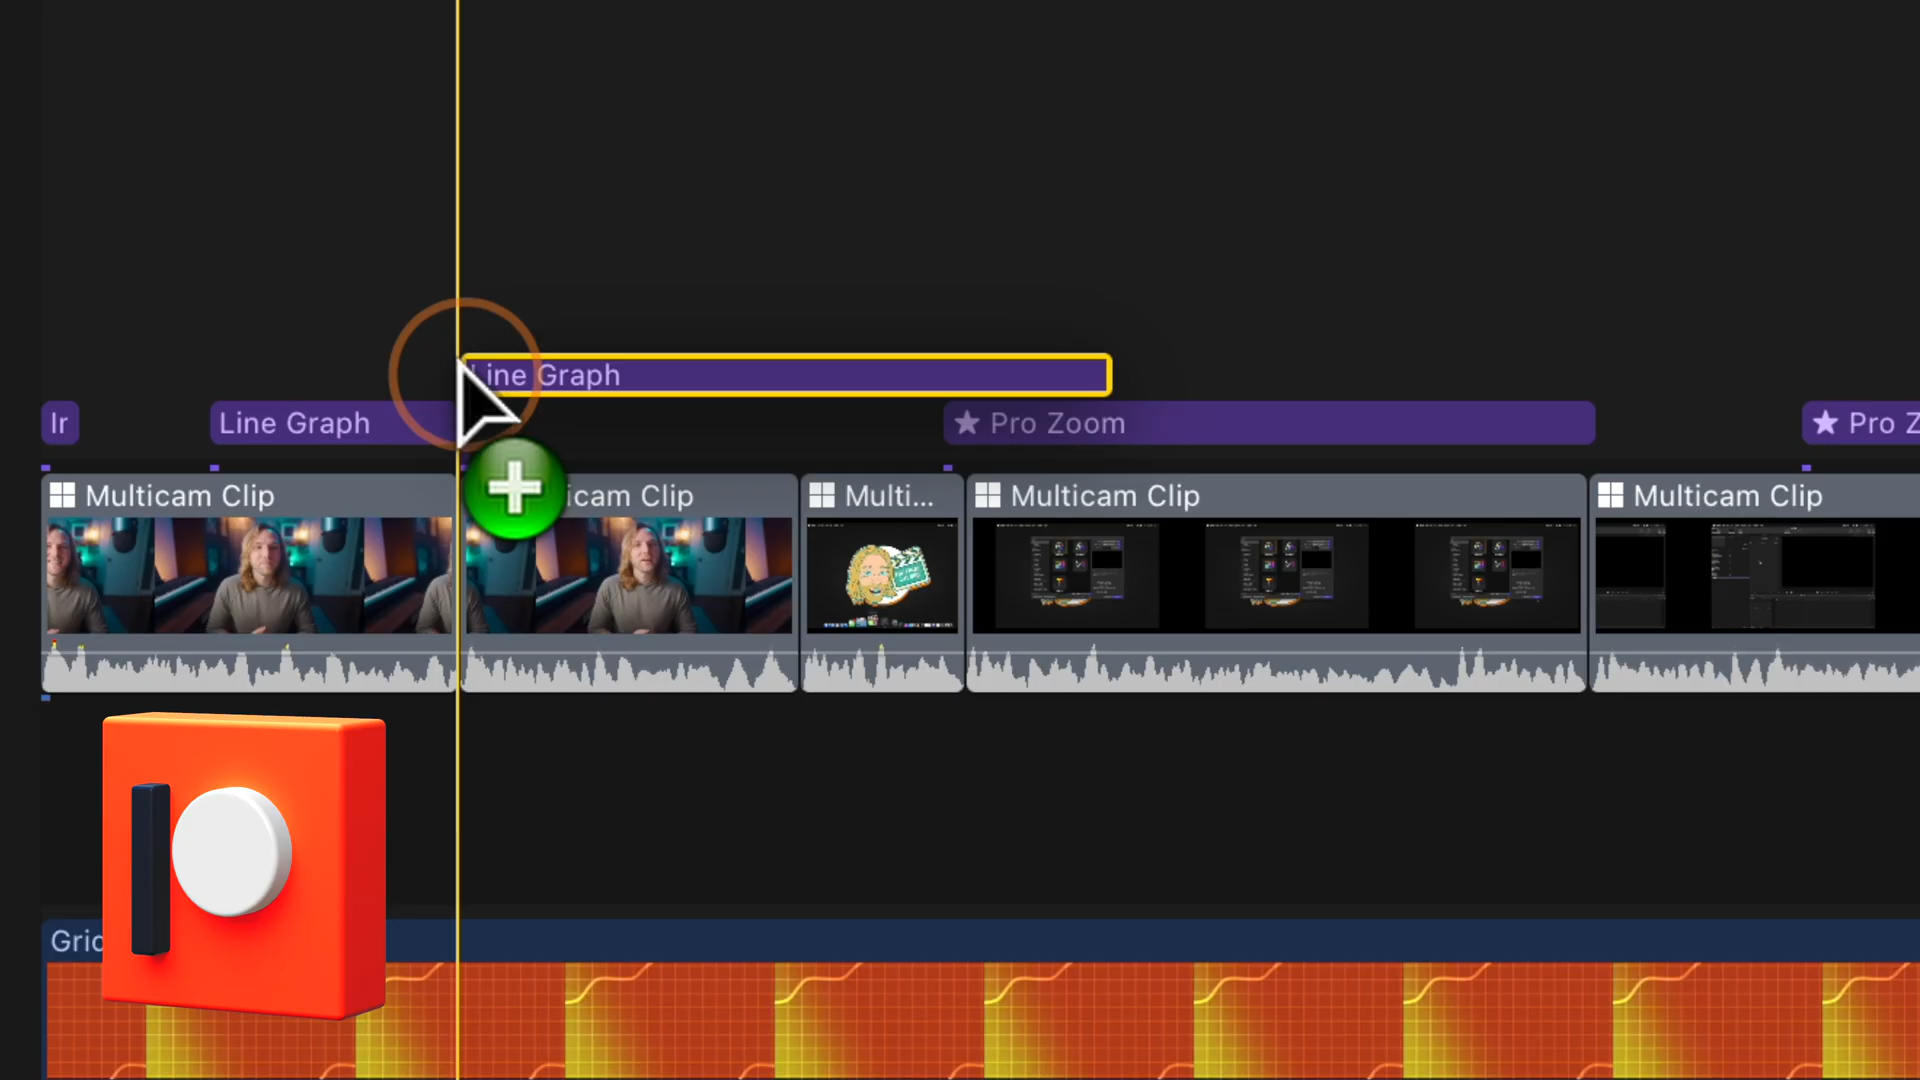 Line Graph
Ir
Line Graph
Pro Zoom
Pro Z
Multicam Clip
icam Clip
Multi...
Multicam Clip
Multicam Clip
Grid